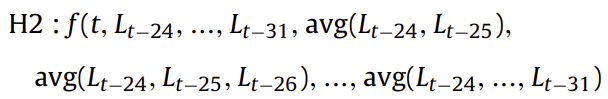 H2 : f(t, L_{t−24}, ..., L_{t−31}, avg(L_{t−24}, L_{t−25}),
avg(L_{t−24}, L_{t−25}, L_{t−26}), ..., avg(L_{t−24}, ..., L_{t−31})